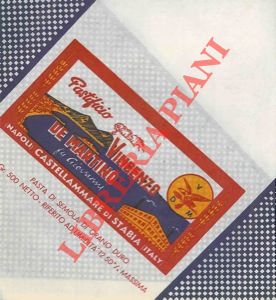 Pastificio
VINCENZO
DE MARTINO
fu Giovanni
D V M
NAPOLI CASTELLAMMARE DI STABIA ITALY
PASTA DI SEMOLA DI GRANO DURO
Gr. 500 NETTO - RIFERITO AD UMIDITÀ 12,50% MASSIMA
LIBRERIA PIANI